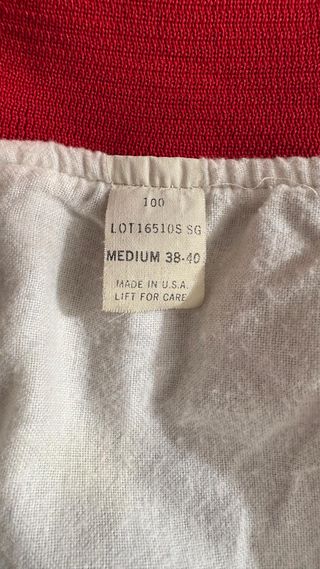 100
LOT16510S SG
MEDIUM 38-40
MADE IN U.S.A.
LIFT FOR CARE